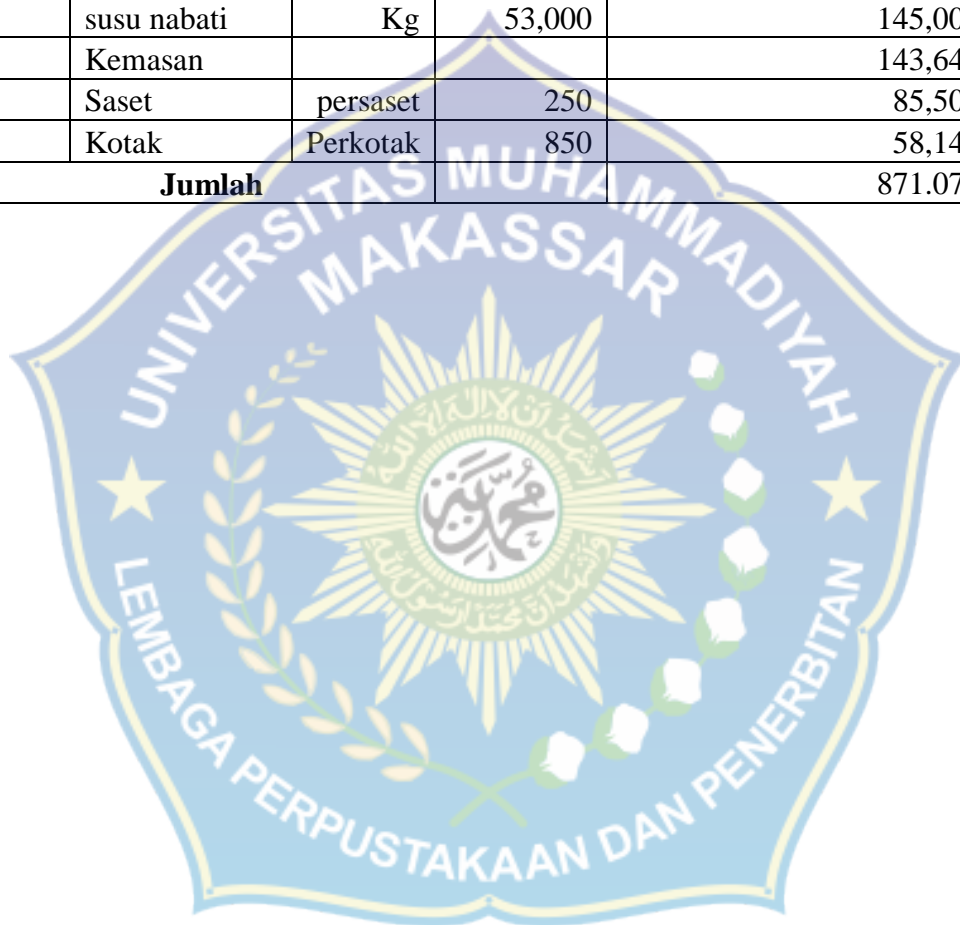 susu nabati Kg 53,000 145,00
Kemasan 143,64
Saset persaset 250 85,50
Kotak Perkotak 850 58,14
Jumlah 871.07
UNIVERSITAS MUHAMMADIYAH
MAKASSAR
LEMBAGA PERPUSTAKAAN DAN PENERBITAN